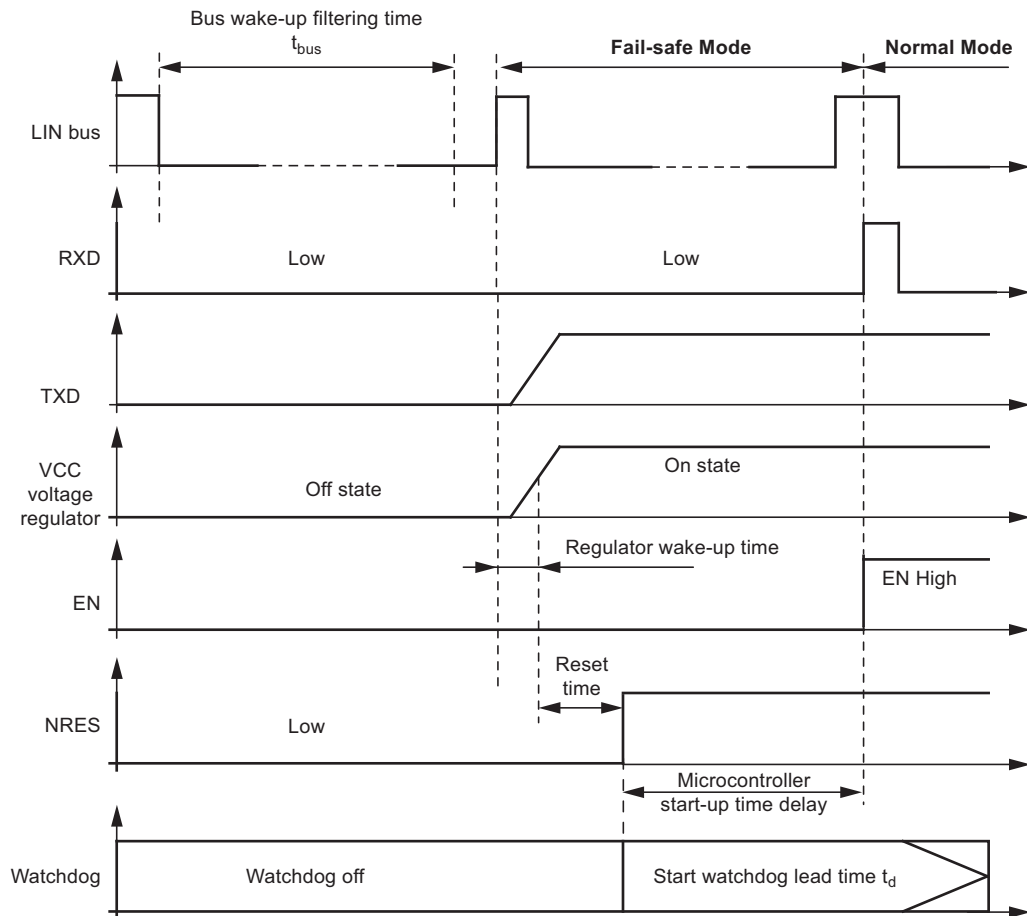 Bus wake-up filtering time
t_bus
Fail-safe Mode
Normal Mode
LIN bus
RXD
Low
Low
TXD
VCC
voltage
regulator
Off state
On state
Regulator wake-up time
EN
EN High
Reset
time
NRES
Low
Microcontroller
start-up time delay
Watchdog
Watchdog off
Start watchdog lead time t_d